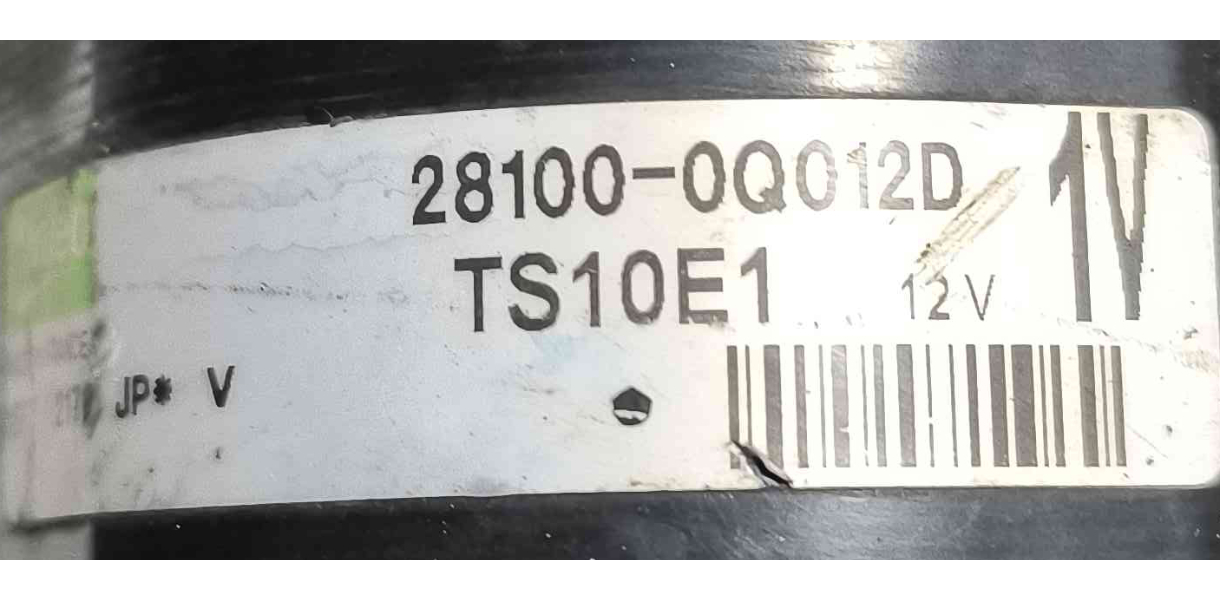 28100-0Q012D
1V
TS10E1
12V
JP* V